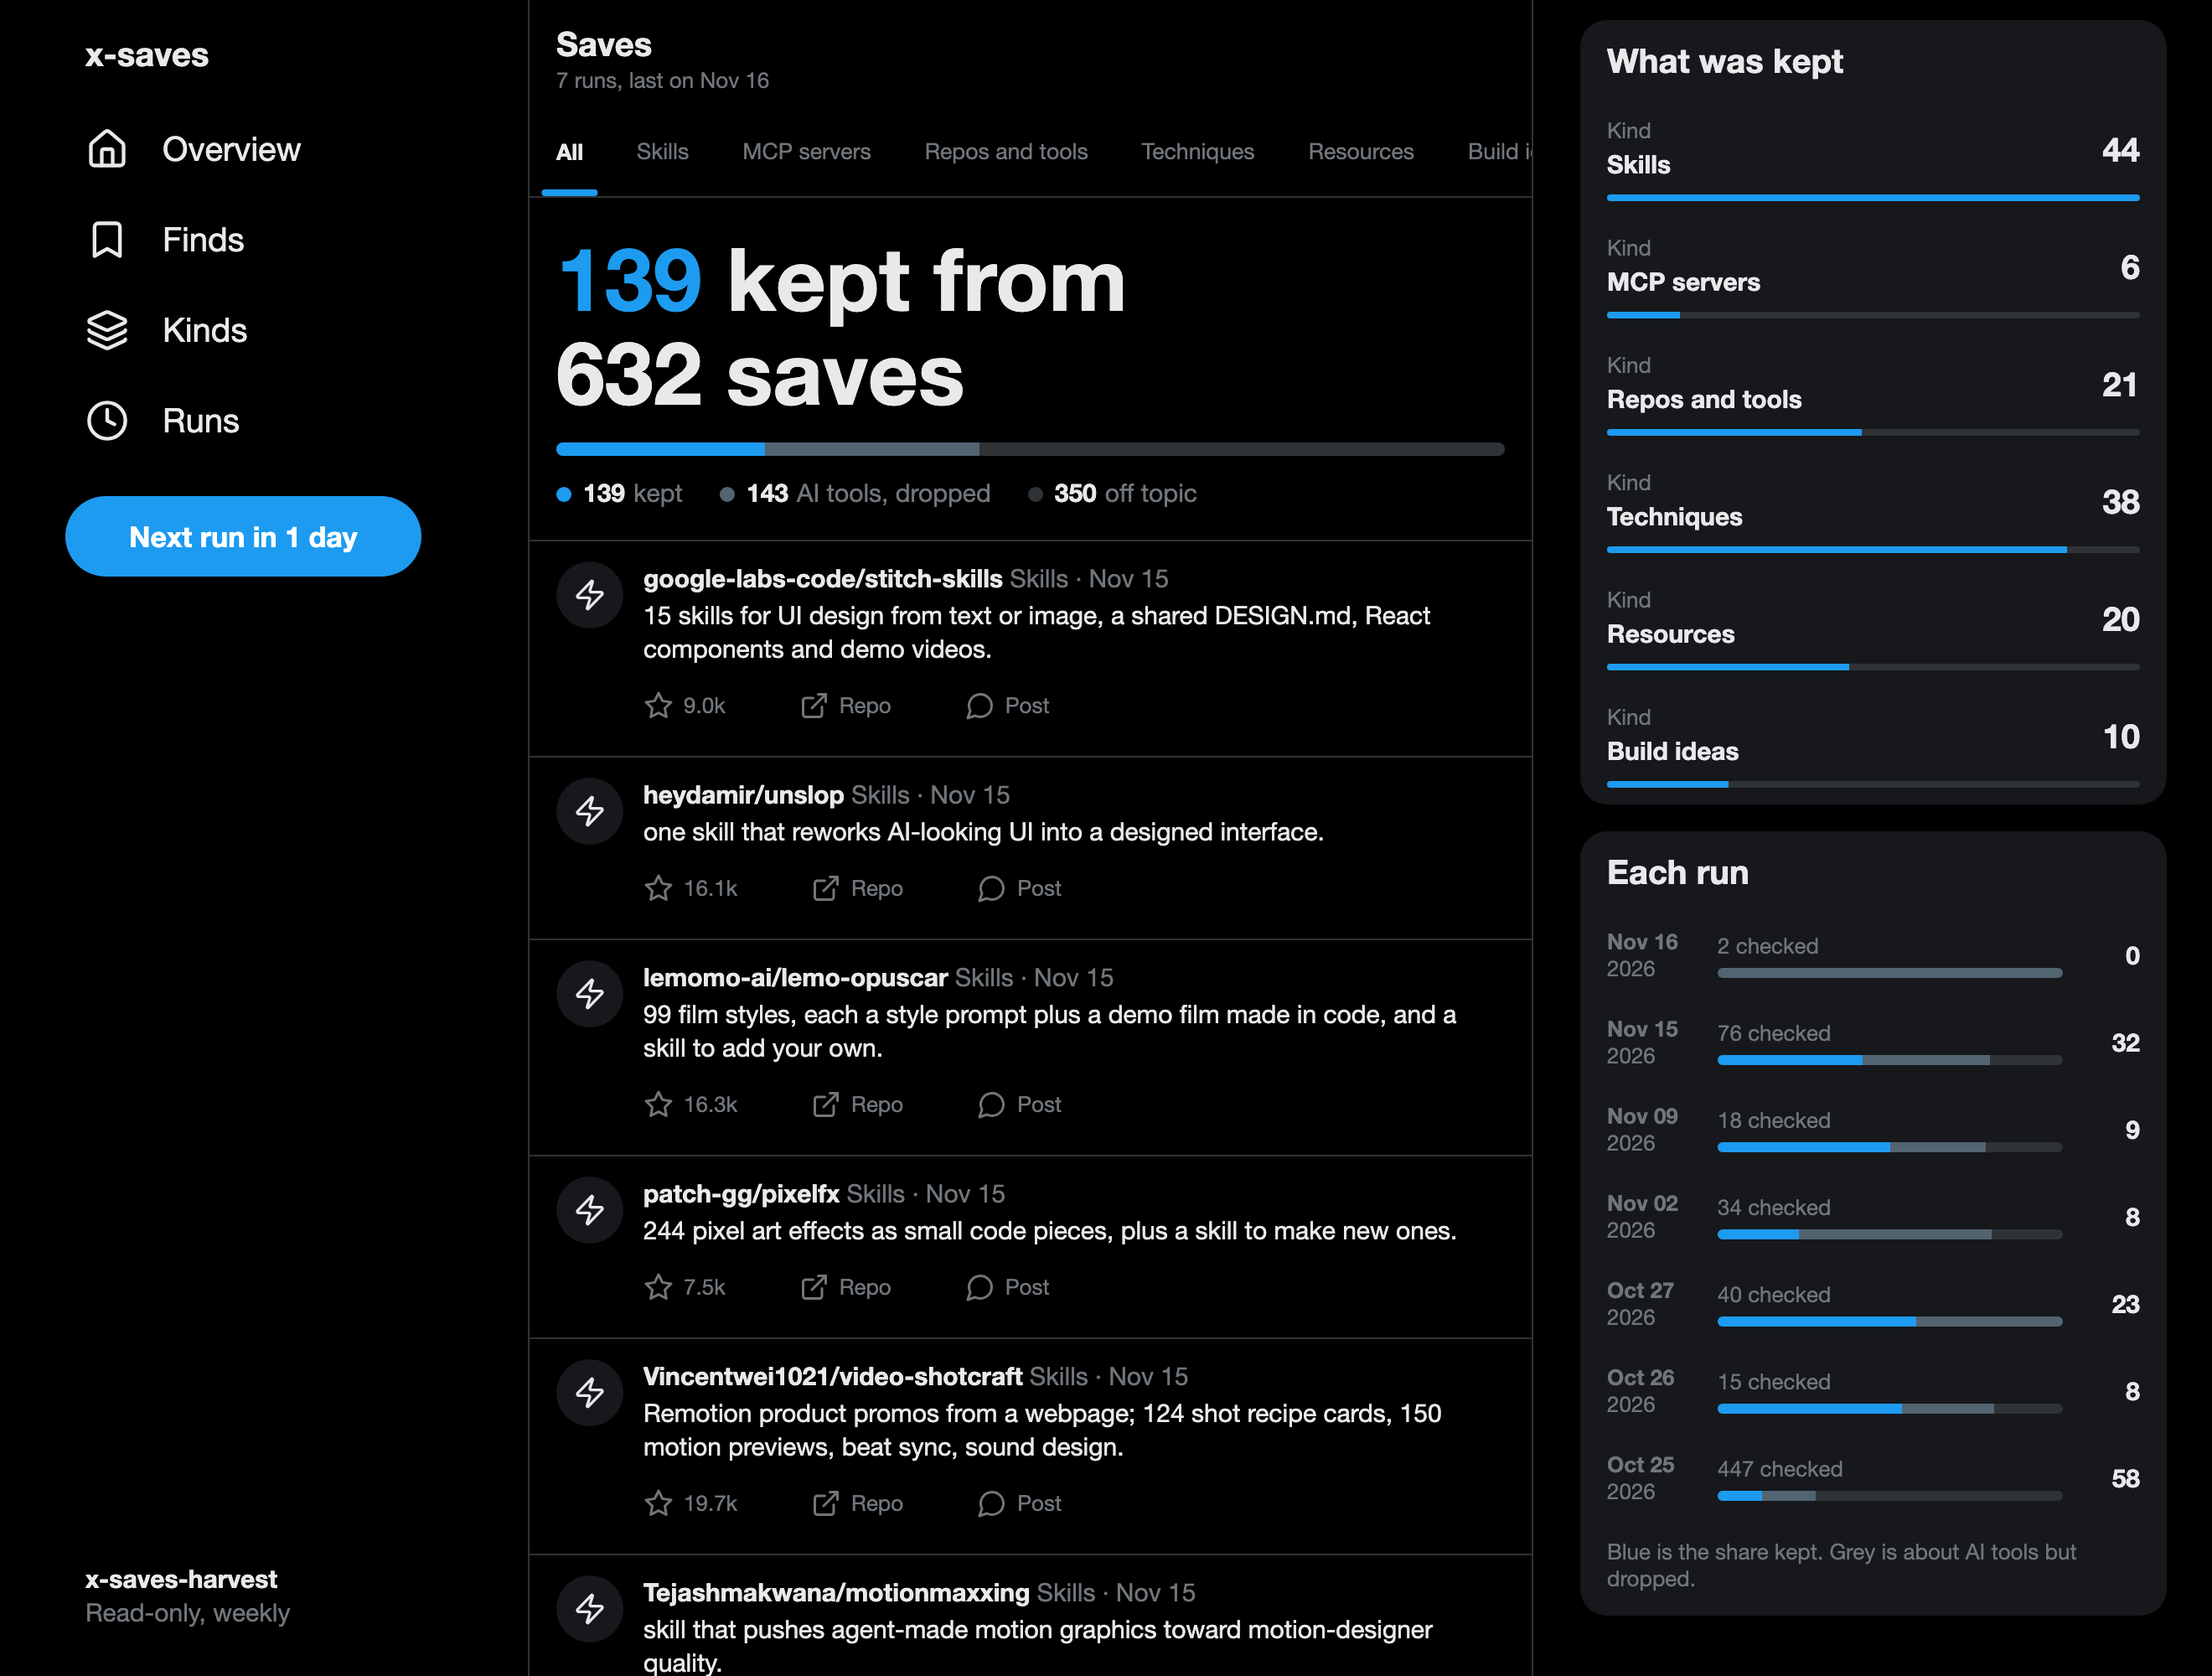 x-saves
Overview
Finds
Kinds
Runs
Next run in 1 day
x-saves-harvest
Read-only, weekly
Saves
7 runs, last on Nov 16
All
Skills
MCP servers
Repos and tools
Techniques
Resources
Build i
139 kept from
632 saves
139 kept
143 AI tools, dropped
350 off topic
google-labs-code/stitch-skills Skills · Nov 15
15 skills for UI design from text or image, a shared DESIGN.md, React
components and demo videos.
9.0k
Repo
Post
heydamir/unslop Skills · Nov 15
one skill that reworks AI-looking UI into a designed interface.
16.1k
Repo
Post
lemomo-ai/lemo-opuscar Skills · Nov 15
99 film styles, each a style prompt plus a demo film made in code, and a
skill to add your own.
16.3k
Repo
Post
patch-gg/pixelfx Skills · Nov 15
244 pixel art effects as small code pieces, plus a skill to make new ones.
7.5k
Repo
Post
Vincentwei1021/video-shotcraft Skills · Nov 15
Remotion product promos from a webpage; 124 shot recipe cards, 150
motion previews, beat sync, sound design.
19.7k
Repo
Post
Tejashmakwana/motionmaxxing Skills · Nov 15
skill that pushes agent-made motion graphics toward motion-designer
quality.
What was kept
Kind
Skills
44
Kind
MCP servers
6
Kind
Repos and tools
21
Kind
Techniques
38
Kind
Resources
20
Kind
Build ideas
10
Each run
Nov 16
2026
2 checked
0
Nov 15
2026
76 checked
32
Nov 09
2026
18 checked
9
Nov 02
2026
34 checked
8
Oct 27
2026
40 checked
23
Oct 26
2026
15 checked
8
Oct 25
2026
447 checked
58
Blue is the share kept. Grey is about AI tools but
dropped.